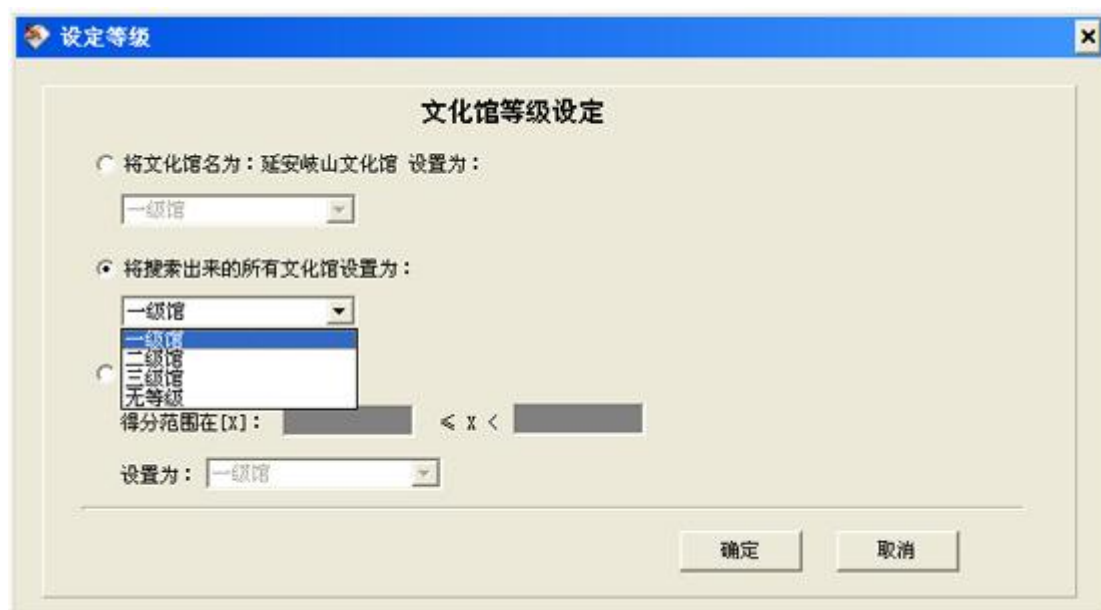 设定等级
文化馆等级设定
将文化馆名为：延安岐山文化馆 设置为：
一级馆
将搜索出来的所有文化馆设置为：
一级馆
一级馆
二级馆
三级馆
无等级
得分范围在[X]： ≤ X <
设置为： 一级馆
确定 取消